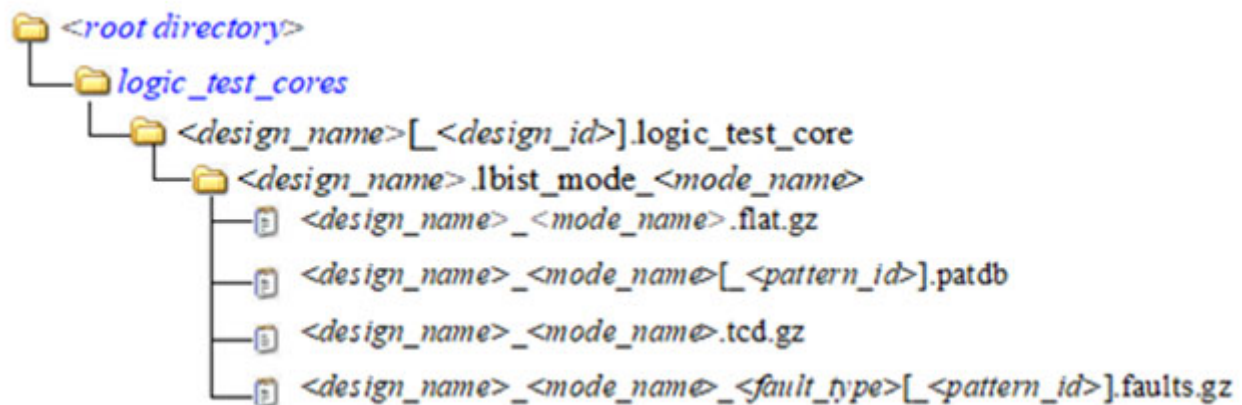 <root directory>
logic_test_cores
<design_name>[_<design_id>].logic_test_core
<design_name>.lbist_mode_<mode_name>
<design_name>_<mode_name>.flat.gz
<design_name>_<mode_name>[_<pattern_id>].patdb
<design_name>_<mode_name>.tcd.gz
<design_name>_<mode_name>_<fault_type>[_<pattern_id>].faults.gz